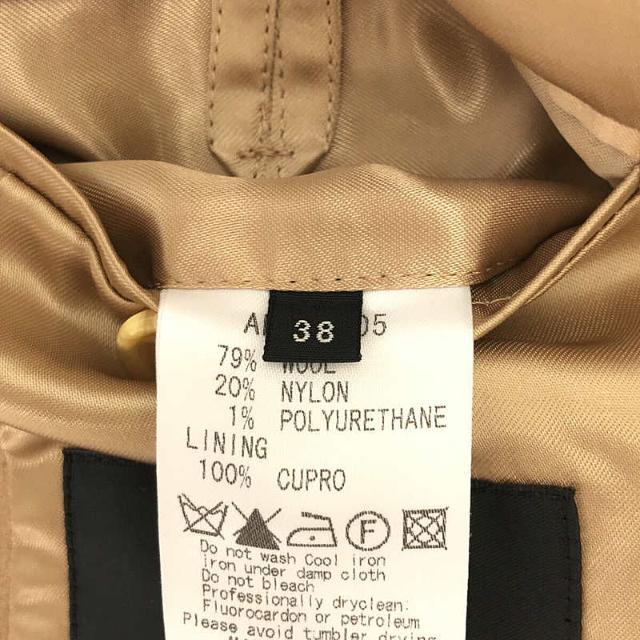 38
79% WOOL
20% NYLON
1% POLYURETHANE
LINING
100% CUPRO
F
Do not wash Cool iron
iron under damp cloth
Do not bleach
Professionally dryclean:
Fluorocarbon or petroleum
Please avoid tumbler drying